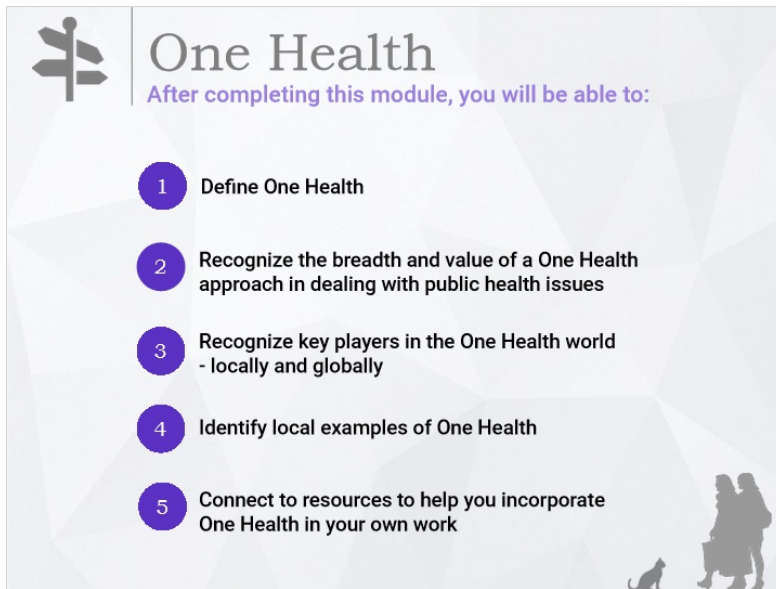 One Health
After completing this module, you will be able to:
1 Define One Health
2 Recognize the breadth and value of a One Health
approach in dealing with public health issues
3 Recognize key players in the One Health world
- locally and globally
4 Identify local examples of One Health
5 Connect to resources to help you incorporate
One Health in your own work